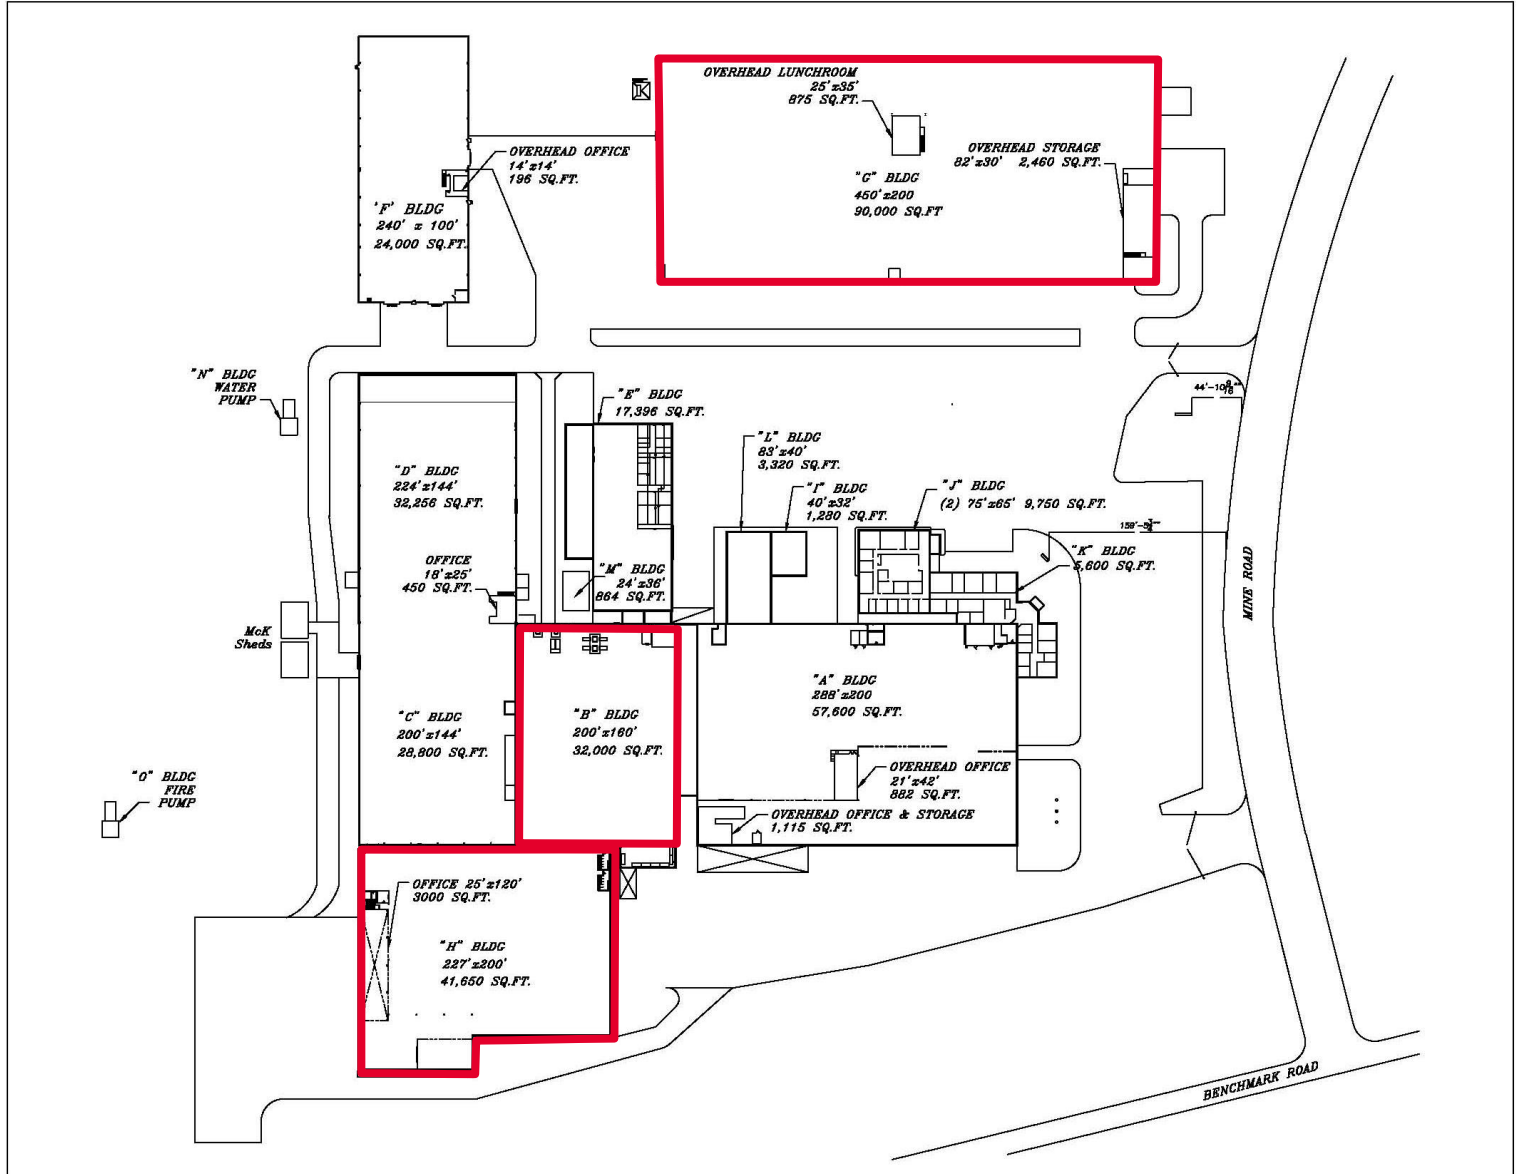 OVERHEAD LUNCHROOM
25'x35'
875 SQ.FT.
OVERHEAD OFFICE
14'x14'
196 SQ.FT.
OVERHEAD STORAGE
82'x30' 2,460 SQ.FT.
"G" BLDG
450'x200
90,000 SQ.FT
'F' BLDG
240' x 100'
24,000 SQ.FT.
"N" BLDG
WATER
PUMP
"E" BLDG
17,396 SQ.FT.
"L" BLDG
83'x40'
3,320 SQ.FT.
"I" BLDG
40'x32'
1,280 SQ.FT.
"J" BLDG
(2) 75'x65' 9,750 SQ.FT.
"D" BLDG
224'x144'
32,256 SQ.FT.
OFFICE
18'x25'
450 SQ.FT.
"M" BLDG
24'x36'
864 SQ.FT.
"K" BLDG
5,600 SQ.FT.
MINE ROAD
McK
Sheds
"A" BLDG
288'x200
57,600 SQ.FT.
"C" BLDG
200'x144'
28,800 SQ.FT.
"B" BLDG
200'x160'
32,000 SQ.FT.
OVERHEAD OFFICE
21'x42'
882 SQ.FT.
"O" BLDG
FIRE
PUMP
OVERHEAD OFFICE & STORAGE
1,115 SQ.FT.
OFFICE 25'x120'
3000 SQ.FT.
"H" BLDG
227'x200'
41,650 SQ.FT.
BENCHMARK ROAD